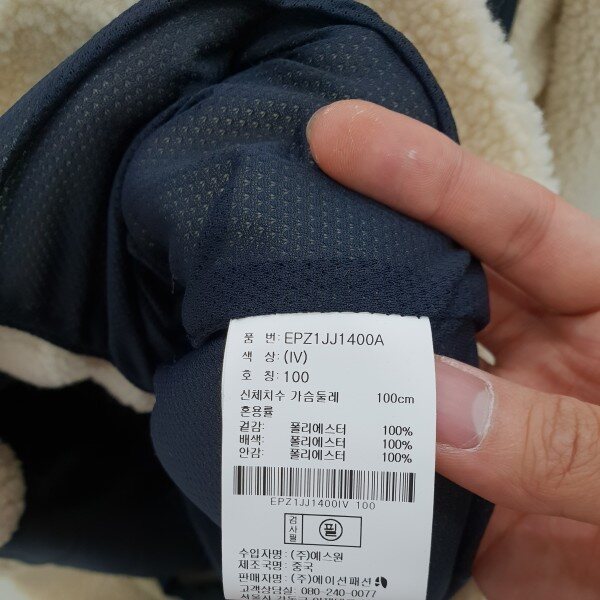 품 번: EPZ1JJ1400A
색 상: (IV)
호 칭: 100
신체치수 가슴둘레 100cm
혼용률
겉감: 폴리에스터 100%
배색: 폴리에스터 100%
안감: 폴리에스터 100%
EPZ1JJ1400IV 100
검사필 필
수입자명: (주)에스원
제조국명: 중국
판매자명: (주)에이션패션
고객상담실: 080-240-0077